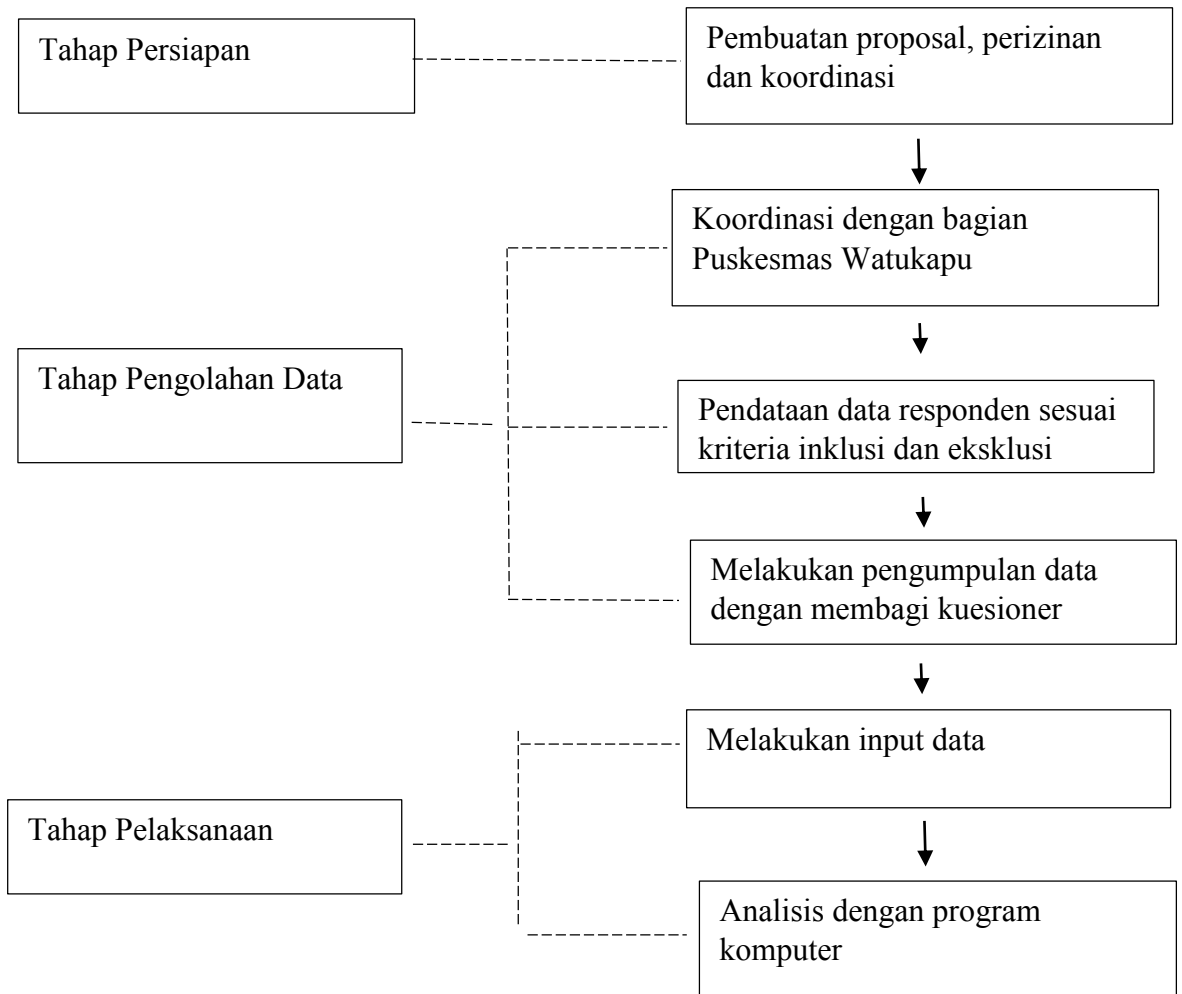 Tahap Persiapan
Pembuatan proposal, perizinan
dan koordinasi
Koordinasi dengan bagian
Puskesmas Watukapu
Tahap Pengolahan Data
Pendataan data responden sesuai
kriteria inklusi dan eksklusi
Melakukan pengumpulan data
dengan membagi kuesioner
Melakukan input data
Tahap Pelaksanaan
Analisis dengan program
komputer